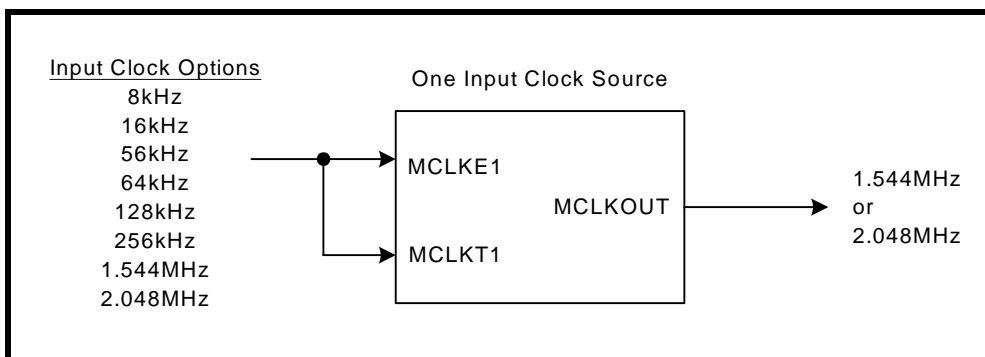 Input Clock Options
8kHz
16kHz
56kHz
64kHz
128kHz
256kHz
1.544MHz
2.048MHz
One Input Clock Source
MCLKE1
MCLKT1
MCLKOUT
1.544MHz
or
2.048MHz